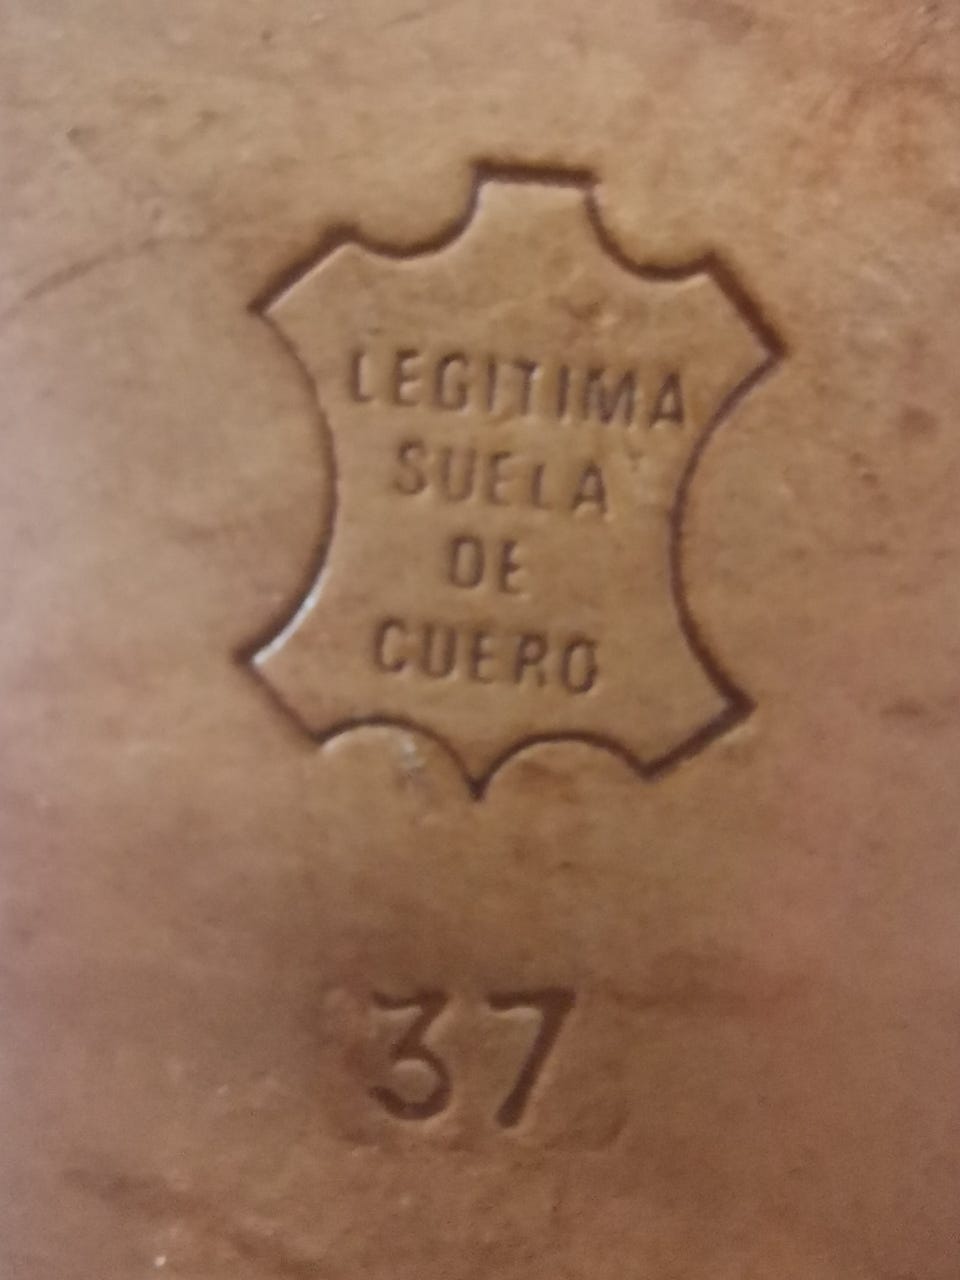 LEGITIMA
SUELA
DE
CUERO
37